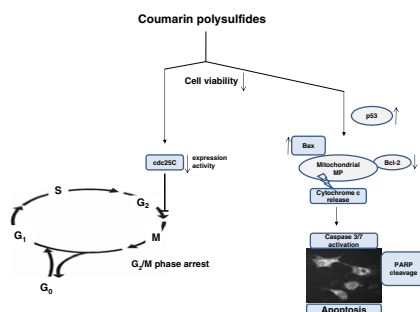 Coumarin polysulfides
Cell viability
p53
Bax
cdc25C
expression
activity
Mitochondrial
MP
Bcl-2
Cytochrome c
release
S
G2
G1
M
G2/M phase arrest
G0
Caspase 3/7
activation
PARP
cleavage
Apoptosis